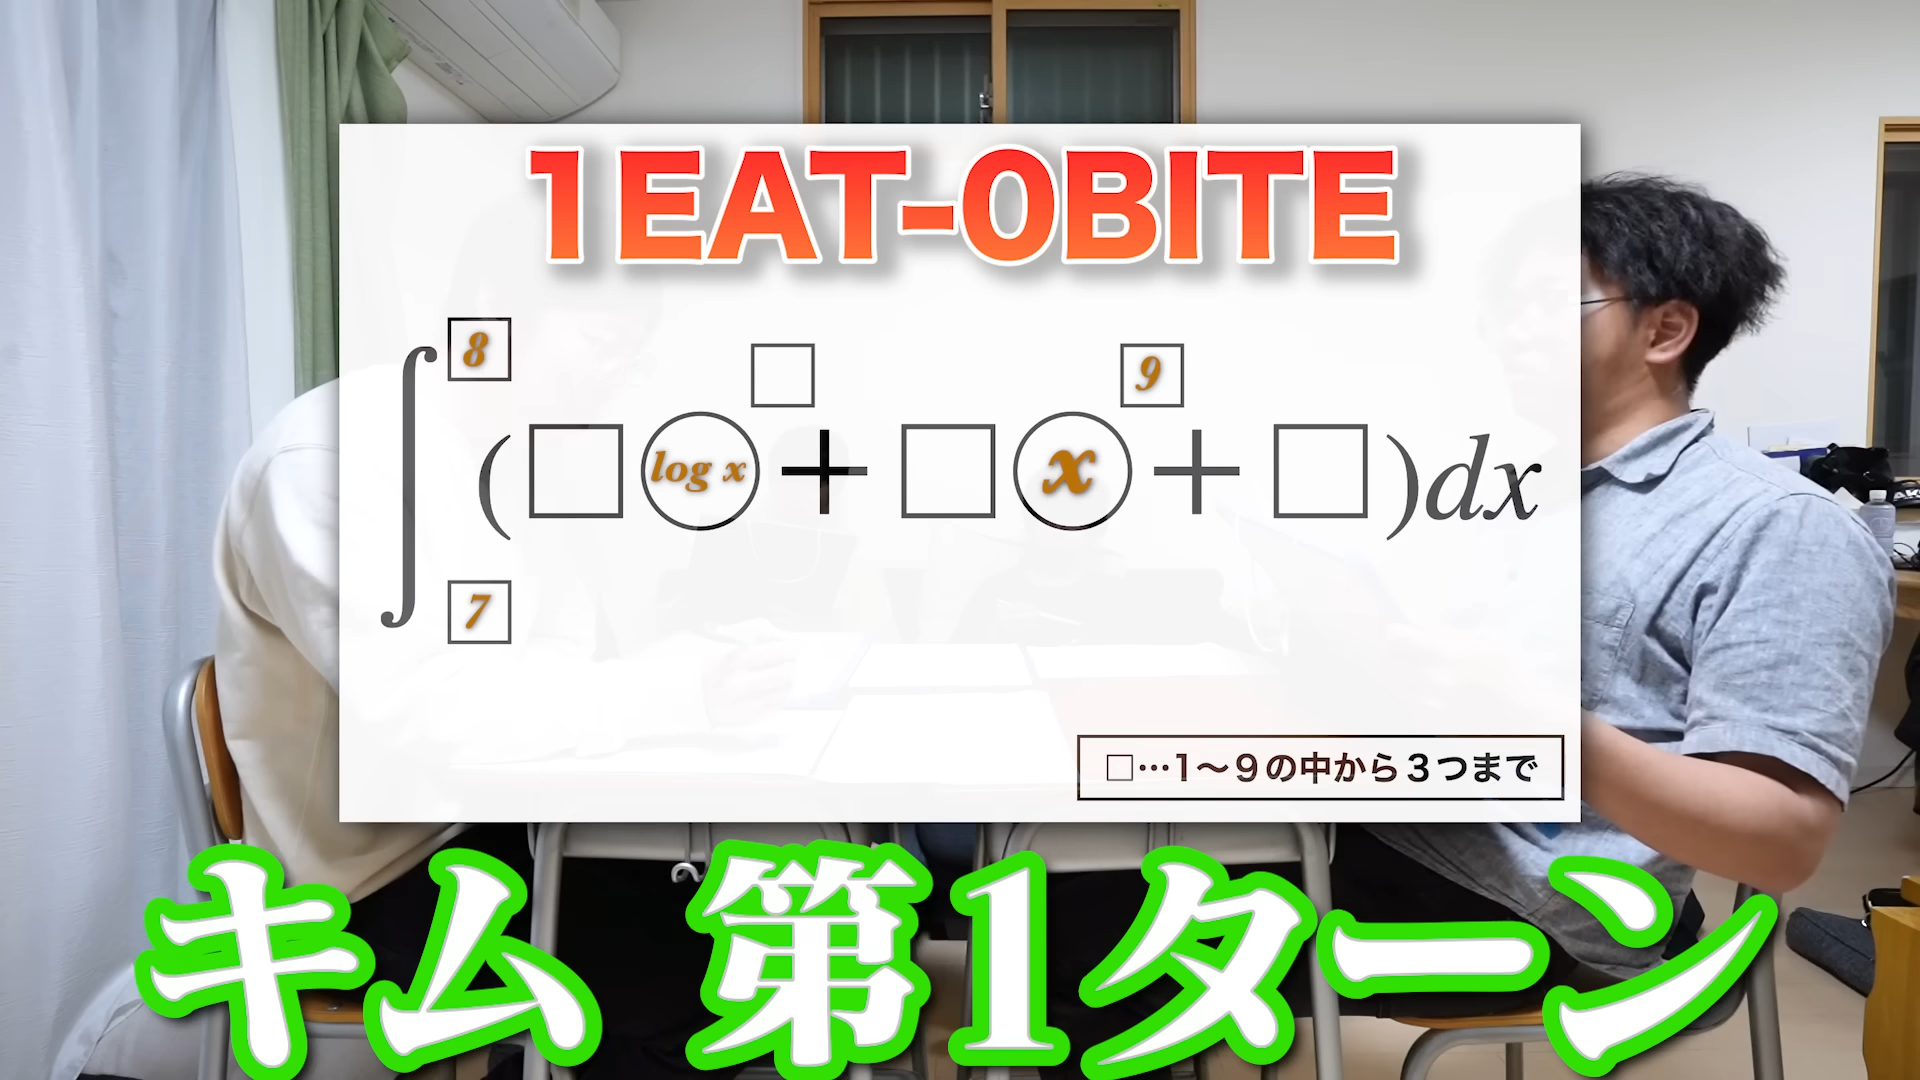 1EAT-0BITE
∫ 8 7 (□ log x □ + □ x 9 + □)dx
□…1～9の中から3つまで
キム 第1ターン